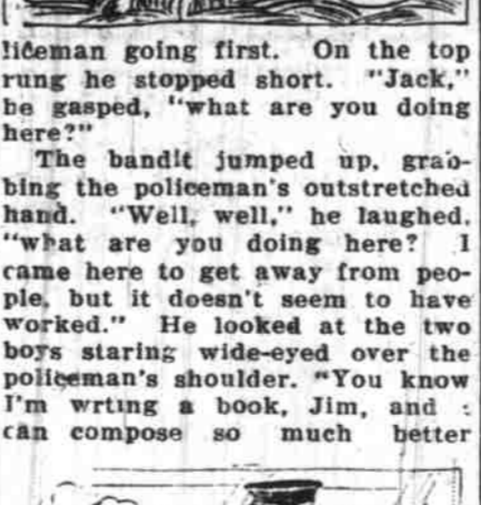 liceman going first. On the top
rung he stopped short. "Jack,"
he gasped, "what are you doing
here?"
The bandit jumped up, grab-
bing the policeman's outstretched
hand. "Well, well," he laughed,
"what are you doing here? I
came here to get away from peo-
ple, but it doesn't seem to have
worked." He looked at the two
boys staring wide-eyed over the
policeman's shoulder. "You know
I'm wrting a book, Jim, and
can compose so much better